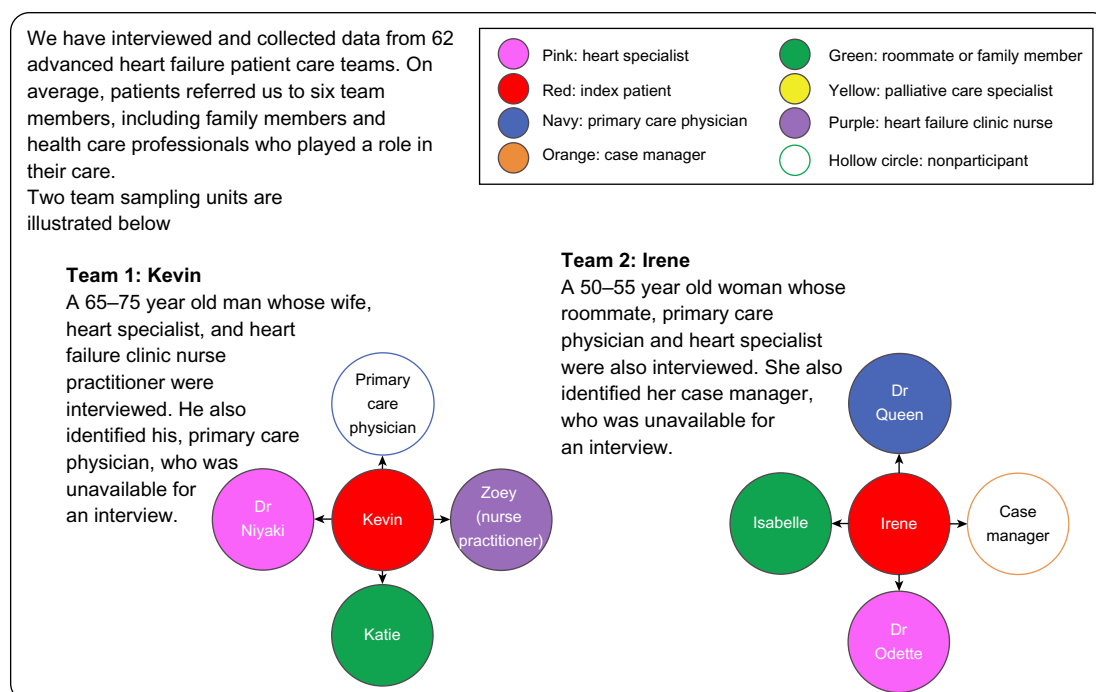 We have interviewed and collected data from 62
advanced heart failure patient care teams. On
average, patients referred us to six team
members, including family members and
health care professionals who played a role in
their care.
Two team sampling units are
illustrated below
Pink: heart specialist
Red: index patient
Navy: primary care physician
Orange: case manager
Green: roommate or family member
Yellow: palliative care specialist
Purple: heart failure clinic nurse
Hollow circle: nonparticipant
Team 1: Kevin
A 65–75 year old man whose wife,
heart specialist, and heart
failure clinic nurse
practitioner were
interviewed. He also
identified his, primary care
physician, who was
unavailable for
an interview.
Primary
care
physician
Dr
Niyaki
Kevin
Zoey
(nurse
practitioner)
Katie
Team 2: Irene
A 50–55 year old woman whose
roommate, primary care
physician and heart specialist
were also interviewed. She also
identified her case manager,
who was unavailable for
an interview.
Dr
Queen
Isabelle
Irene
Case
manager
Dr
Odette